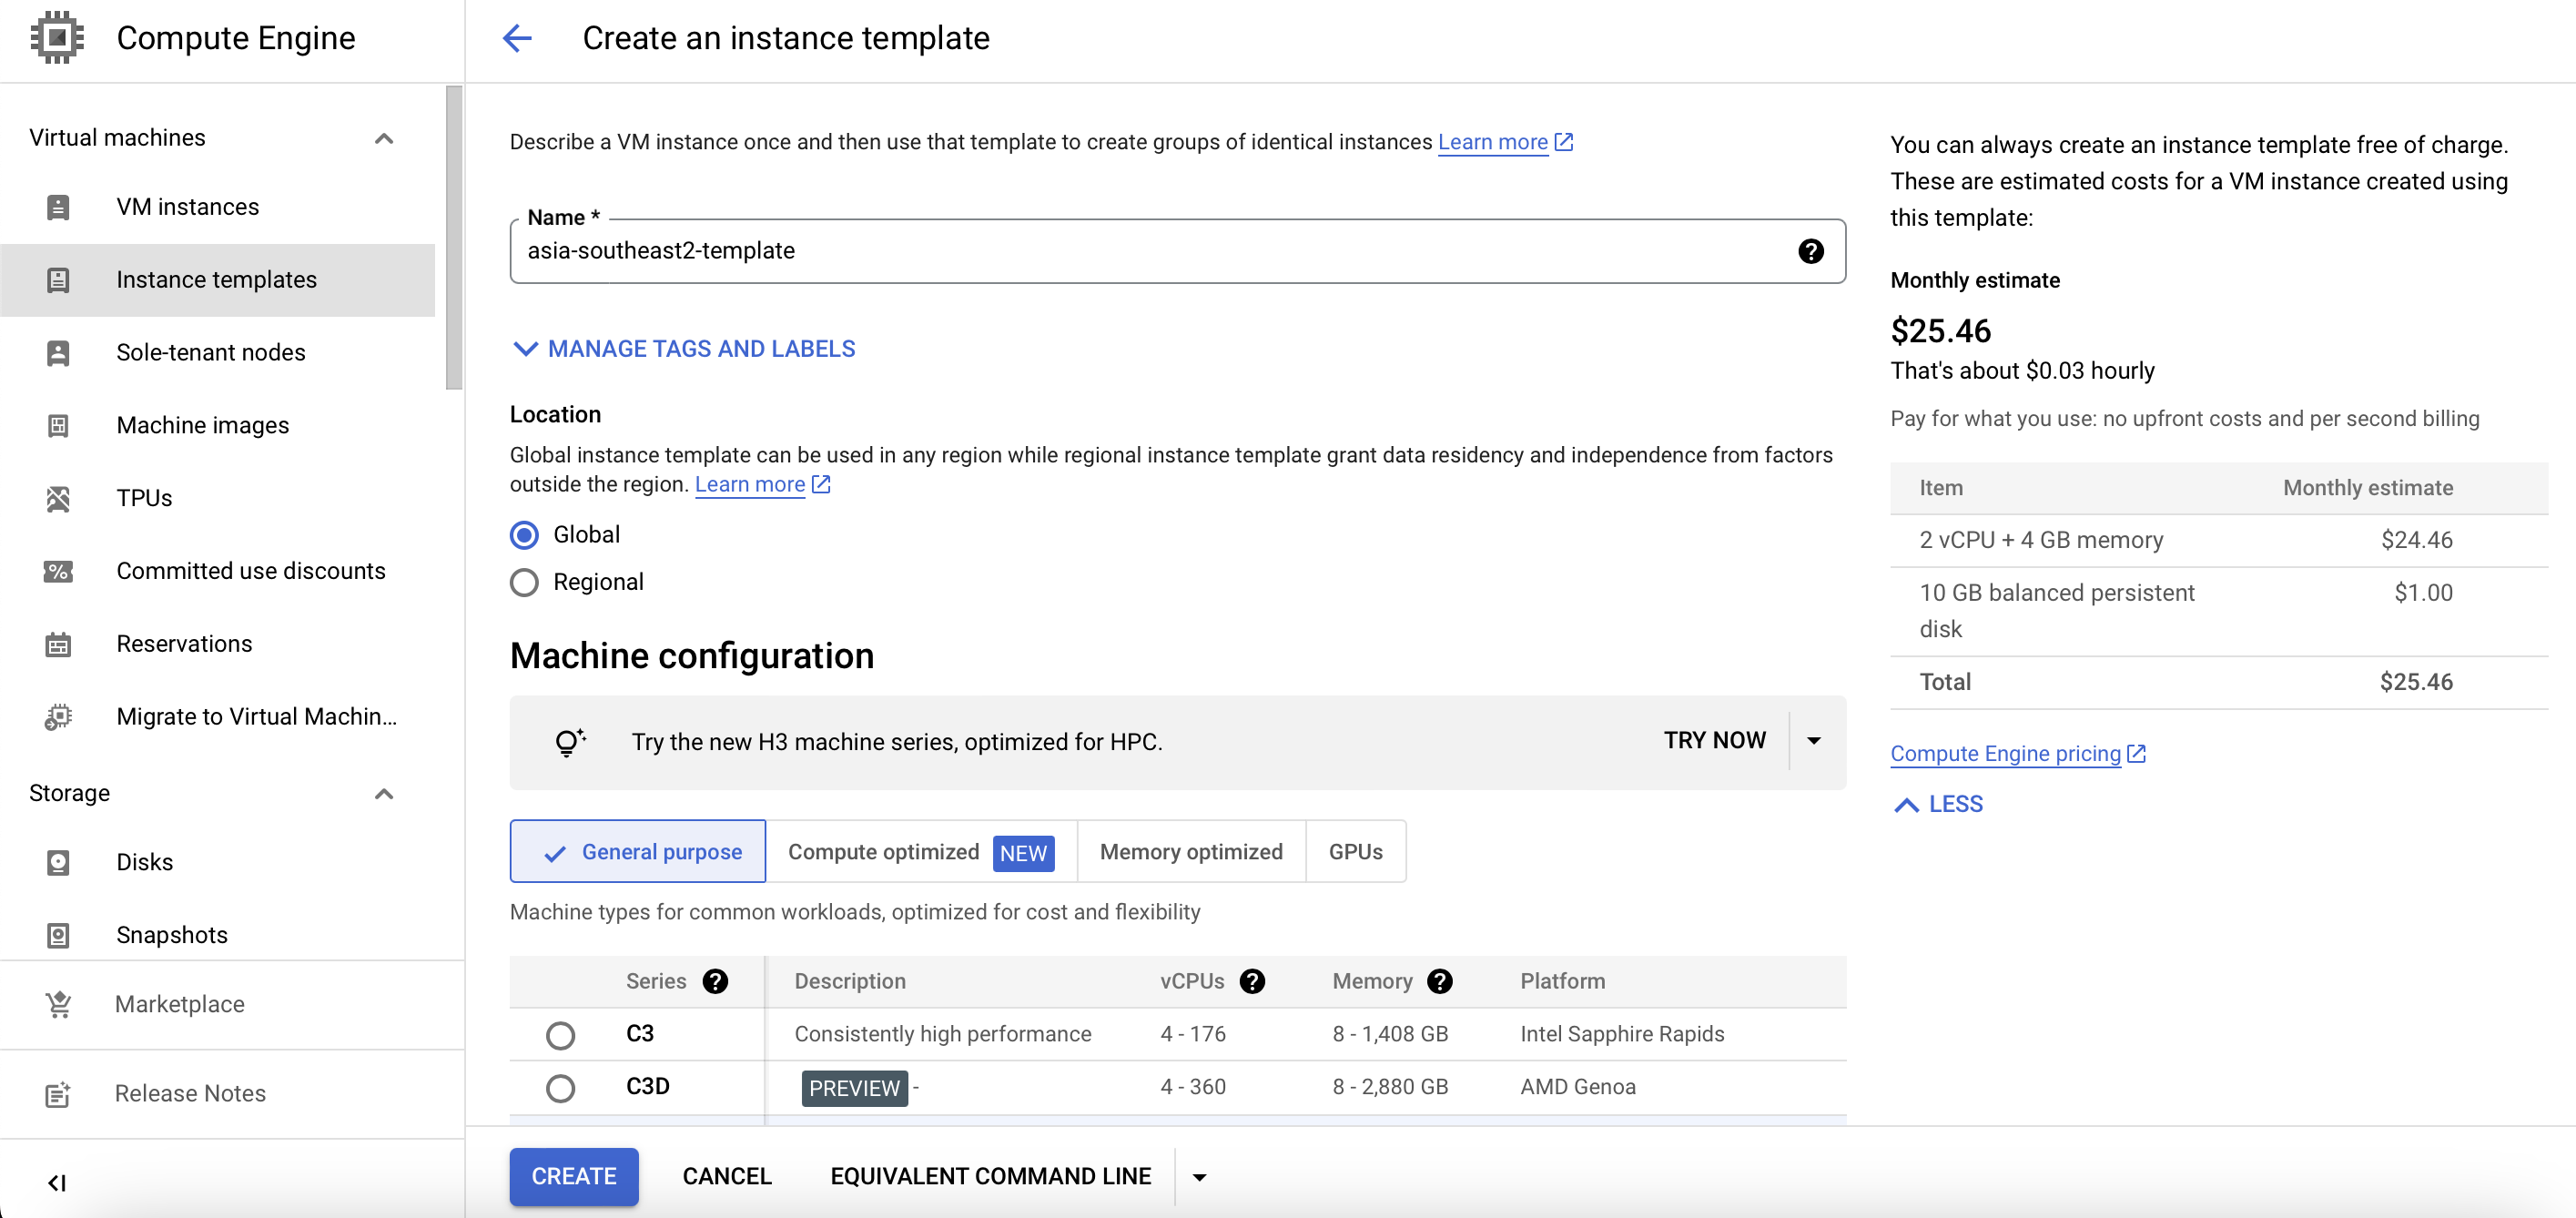 Compute Engine
Virtual machines
VM instances
Instance templates
Sole-tenant nodes
Machine images
TPUs
Committed use discounts
Reservations
Migrate to Virtual Machin...
Storage
Disks
Snapshots
Marketplace
Release Notes
Create an instance template
Describe a VM instance once and then use that template to create groups of identical instances Learn more
Name *
asia-southeast2-template
MANAGE TAGS AND LABELS
Location
Global instance template can be used in any region while regional instance template grant data residency and independence from factors
outside the region. Learn more
Global
Regional
Machine configuration
Try the new H3 machine series, optimized for HPC.
TRY NOW
General purpose
Compute optimized NEW
Memory optimized
GPUs
Machine types for common workloads, optimized for cost and flexibility
Series Description vCPUs Memory Platform
C3 Consistently high performance 4 - 176 8 - 1,408 GB Intel Sapphire Rapids
C3D PREVIEW - 4 - 360 8 - 2,880 GB AMD Genoa
CREATE CANCEL EQUIVALENT COMMAND LINE
You can always create an instance template free of charge.
These are estimated costs for a VM instance created using
this template:
Monthly estimate
$25.46
That's about $0.03 hourly
Pay for what you use: no upfront costs and per second billing
Item Monthly estimate
2 vCPU + 4 GB memory $24.46
10 GB balanced persistent $1.00
disk
Total $25.46
Compute Engine pricing
LESS